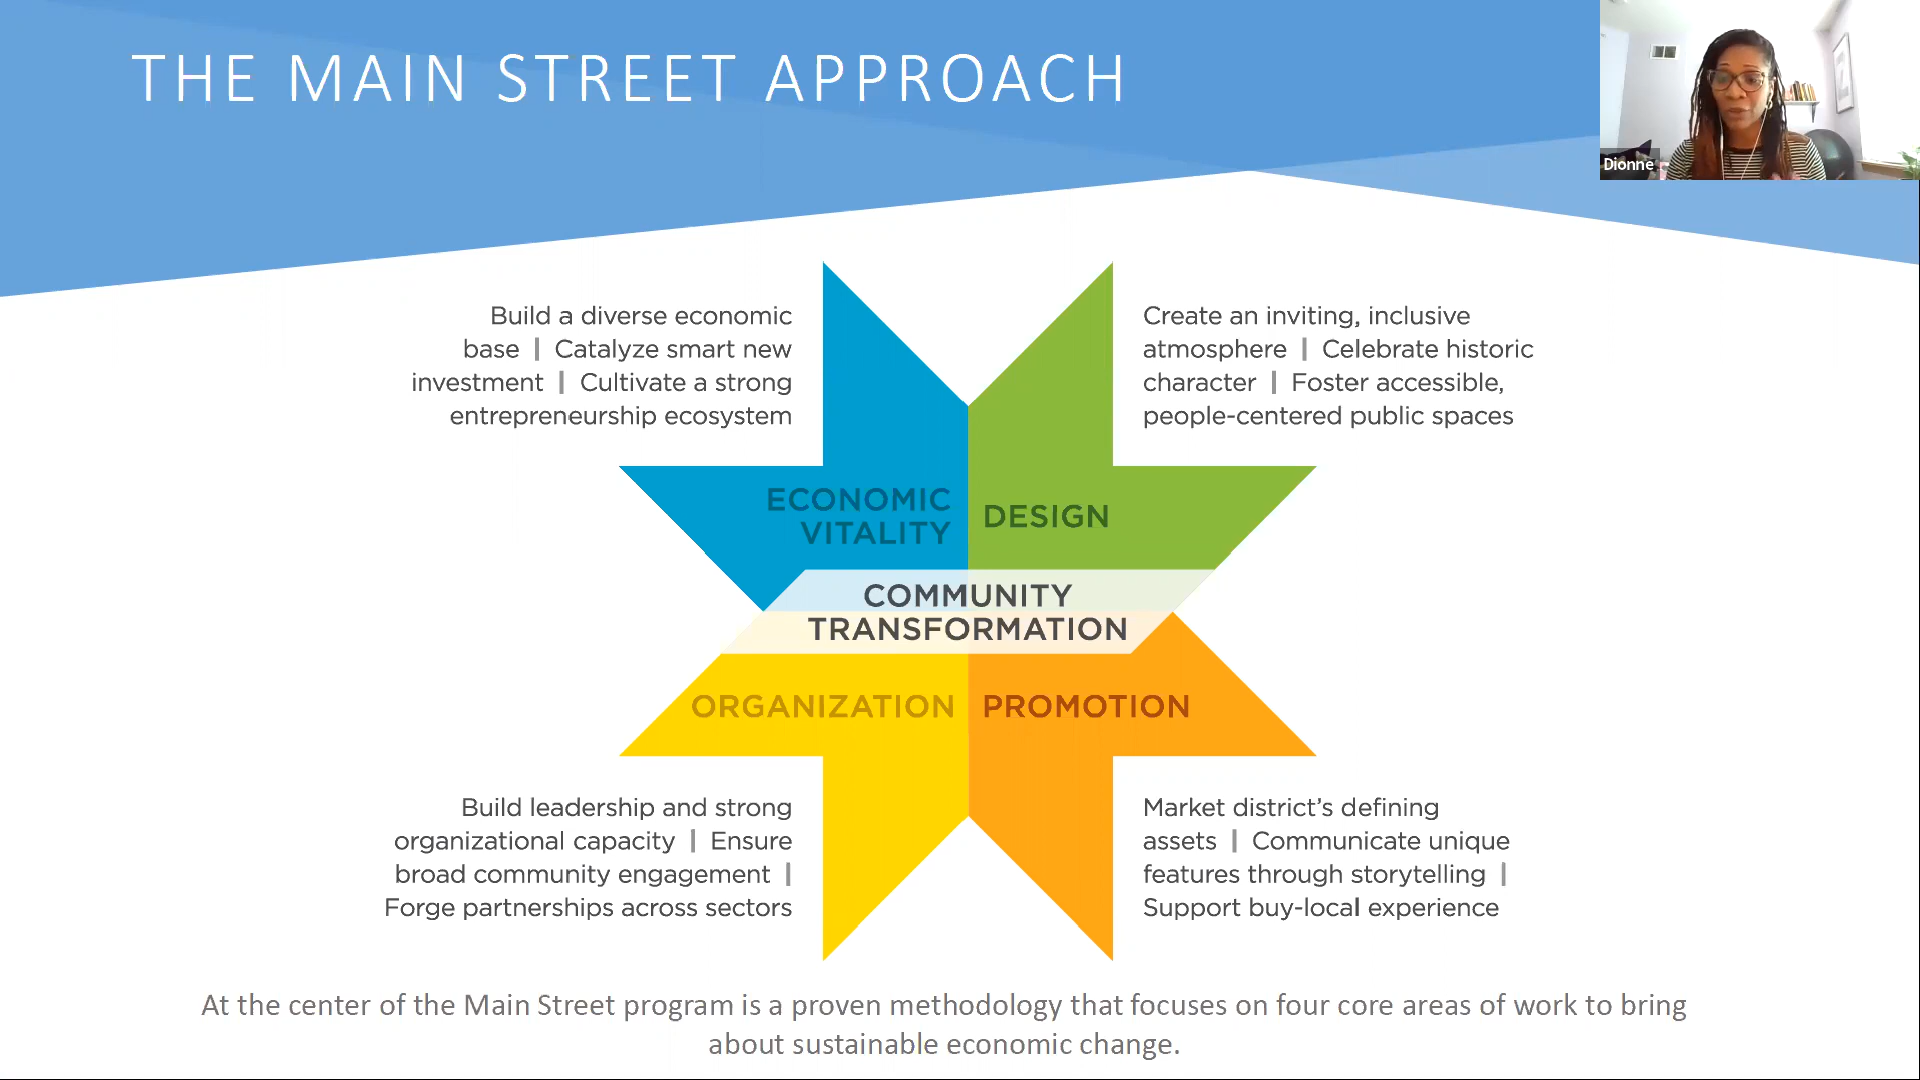 THE MAIN STREET APPROACH
Dionne
Build a diverse economic
base | Catalyze smart new
investment | Cultivate a strong
entrepreneurship ecosystem
Create an inviting, inclusive
atmosphere | Celebrate historic
character | Foster accessible,
people-centered public spaces
ECONOMIC
VITALITY
DESIGN
COMMUNITY
TRANSFORMATION
ORGANIZATION
PROMOTION
Build leadership and strong
organizational capacity | Ensure
broad community engagement |
Forge partnerships across sectors
Market district’s defining
assets | Communicate unique
features through storytelling |
Support buy-local experience
At the center of the Main Street program is a proven methodology that focuses on four core areas of work to bring
about sustainable economic change.